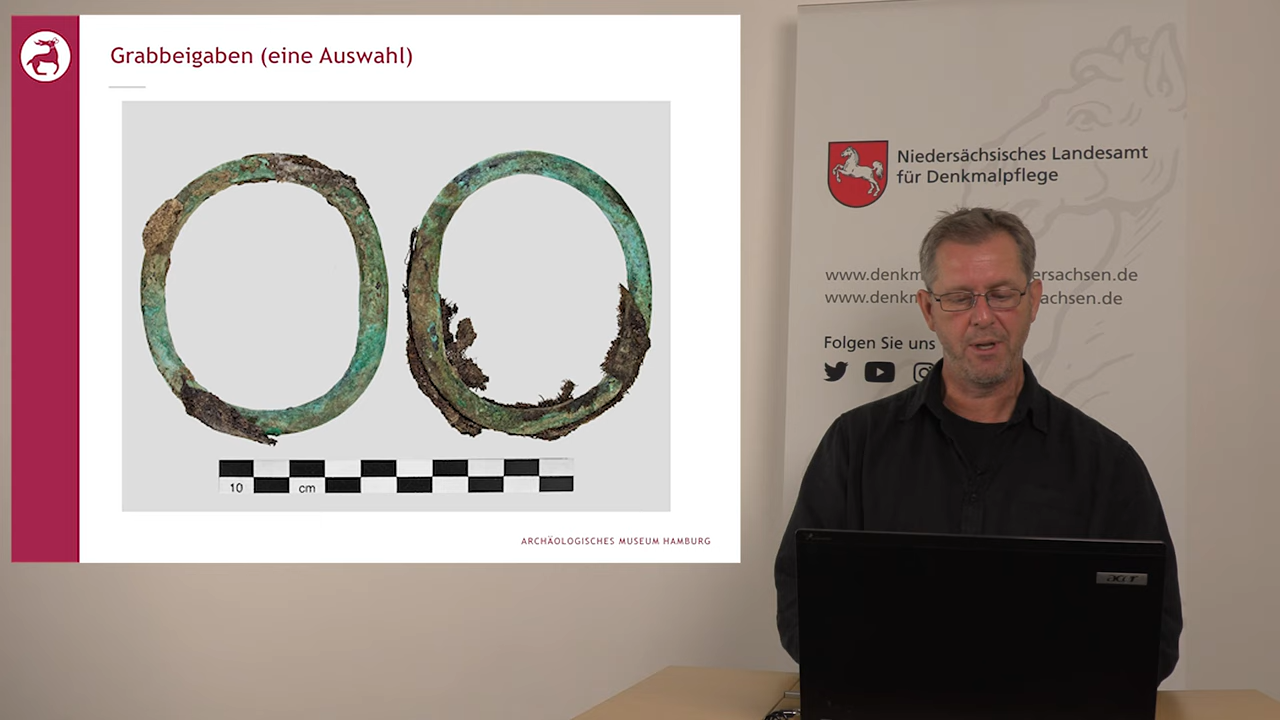 Grabbeigaben (eine Auswahl)
10 cm
ARCHÄOLOGISCHES MUSEUM HAMBURG
Niedersächsisches Landesamt
für Denkmalpflege
www.denkm ersachsen.de
www.denkm achsen.de
Folgen Sie uns
acer